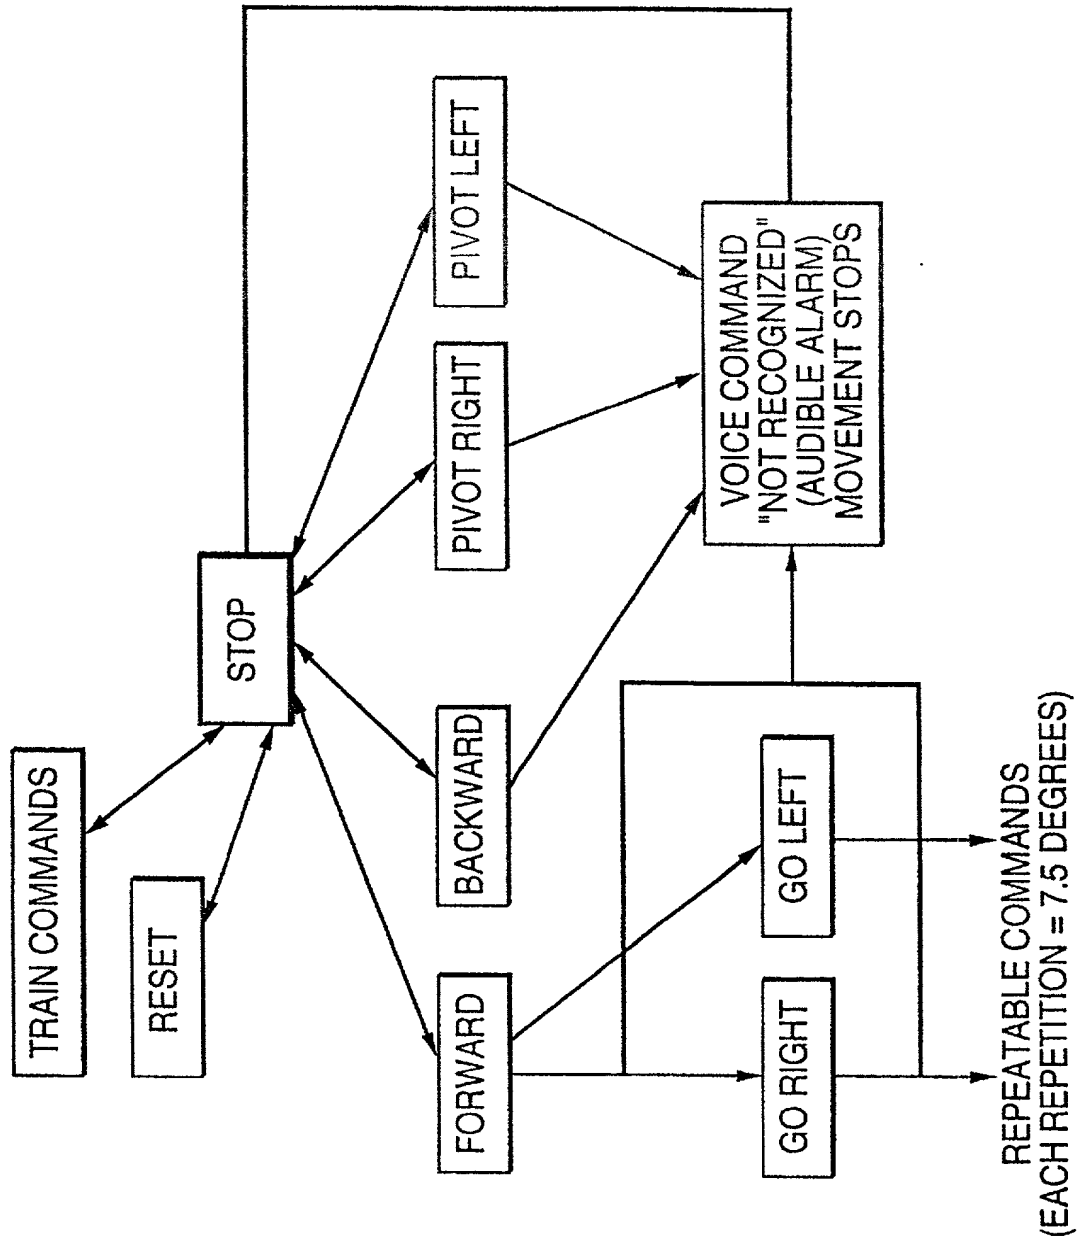 TRAIN COMMANDS
RESET
STOP
FORWARD
BACKWARD
PIVOT RIGHT
PIVOT LEFT
GO RIGHT
GO LEFT
VOICE COMMAND
"NOT RECOGNIZED"
(AUDIBLE ALARM)
MOVEMENT STOPS
REPEATABLE COMMANDS
(EACH REPETITION = 7.5 DEGREES)